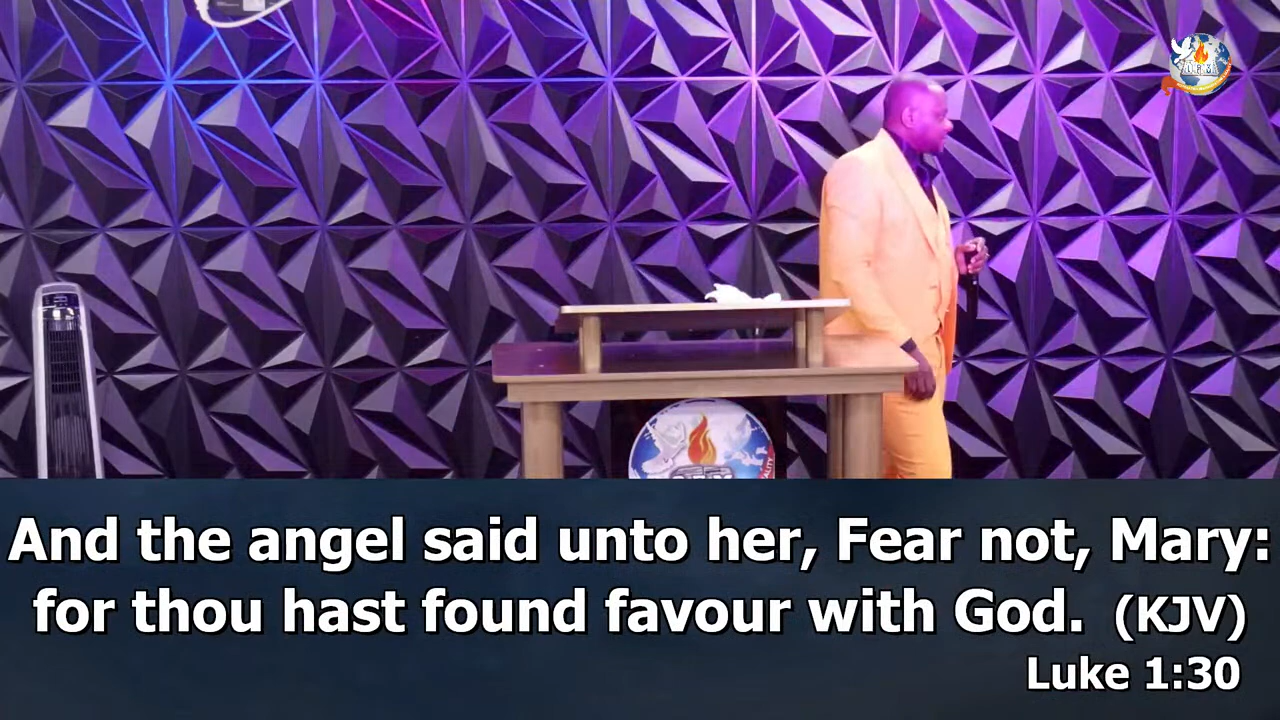 And the angel said unto her, Fear not, Mary:
for thou hast found favour with God. (KJV)
Luke 1:30